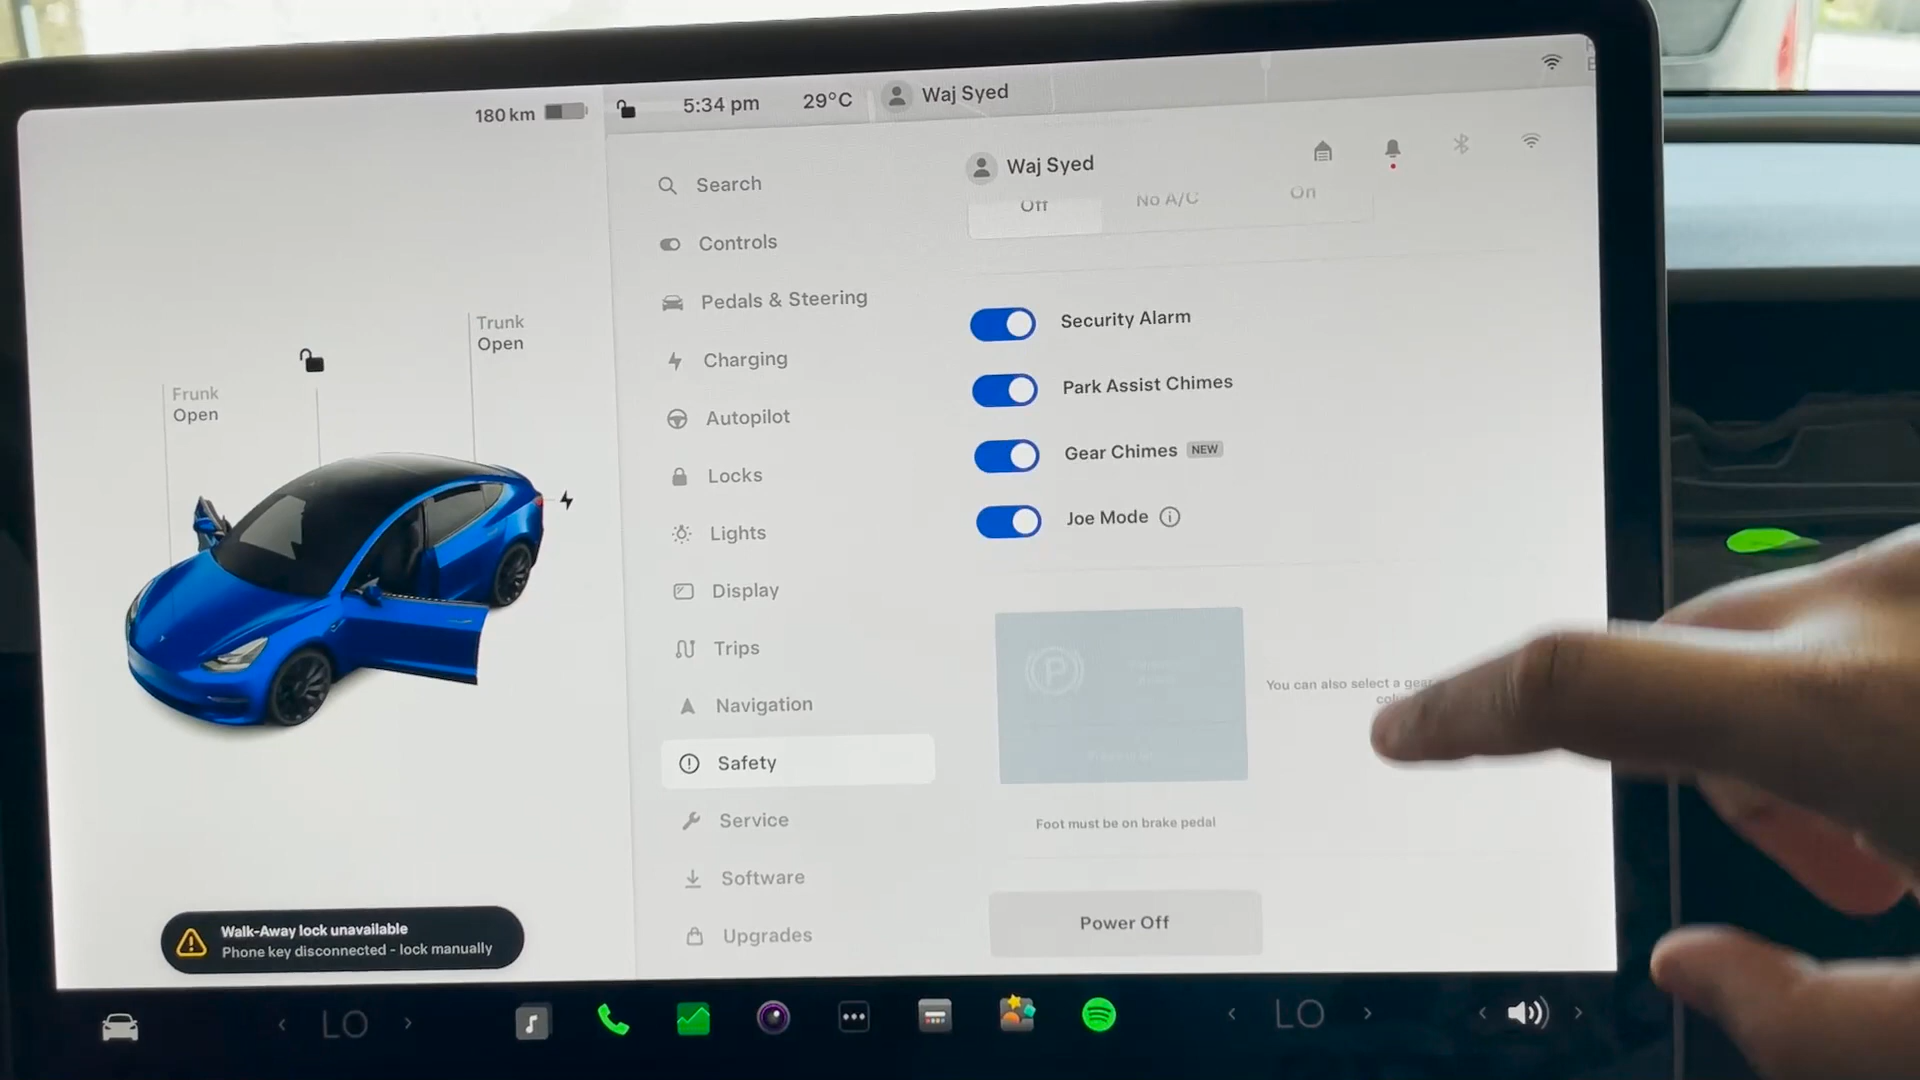 180 km
5:34 pm
29°C
Waj Syed
Search
Controls
Pedals & Steering
Charging
Autopilot
Locks
Lights
Display
Trips
Navigation
Safety
Service
Software
Upgrades
Waj Syed
Off
No A/C
On
Security Alarm
Park Assist Chimes
Gear Chimes NEW
Joe Mode
P
You can also select a gear
Foot must be on brake pedal
Power Off
Frunk
Open
Trunk
Open
Walk-Away lock unavailable
Phone key disconnected - lock manually
LO
LO